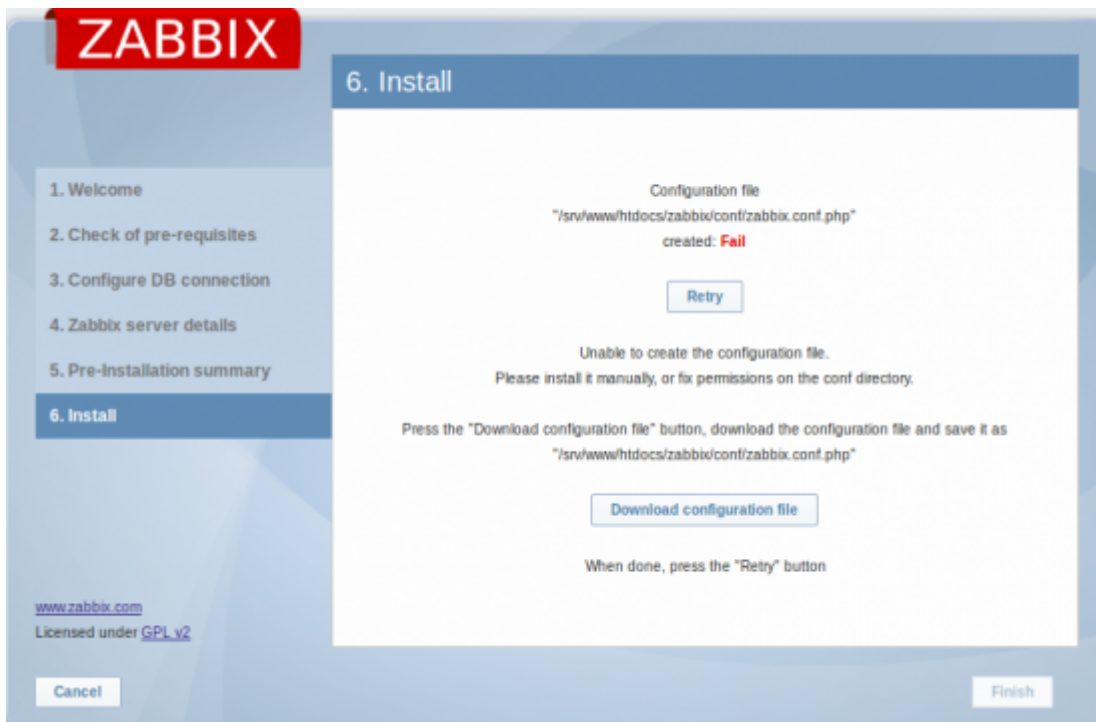 ZABBIX
6. Install
1. Welcome
2. Check of pre-requisites
3. Configure DB connection
4. Zabbix server details
5. Pre-Installation summary
6. Install
Configuration file
"/srv/www/htdocs/zabbix/conf/zabbix.conf.php"
created: Fail
Retry
Unable to create the configuration file.
Please install it manually, or fix permissions on the conf directory.
Press the "Download configuration file" button, download the configuration file and save it as
"/srv/www/htdocs/zabbix/conf/zabbix.conf.php"
Download configuration file
When done, press the "Retry" button
www.zabbix.com
Licensed under GPL v2
Cancel
Finish